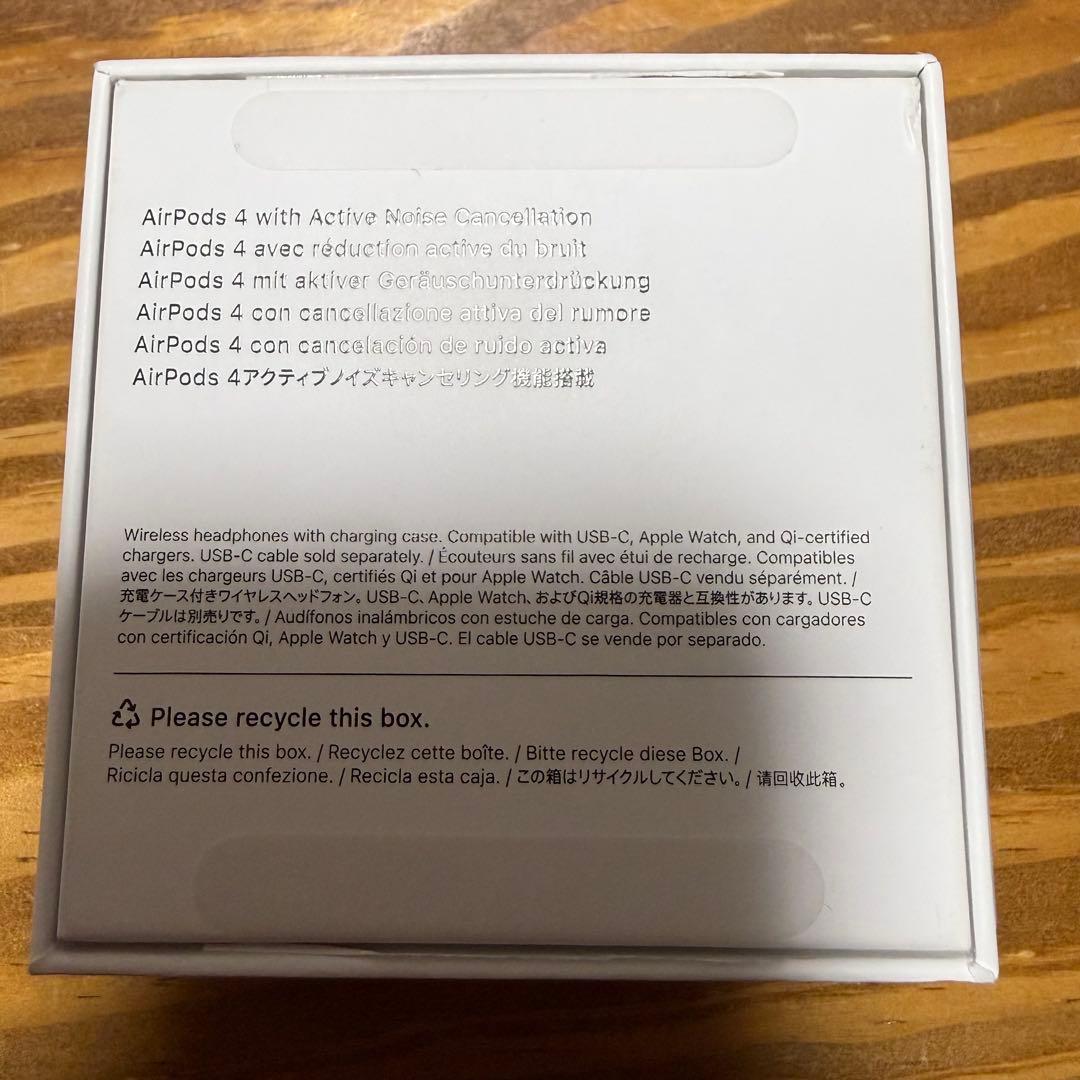 AirPods 4 with Active Noise Cancellation
AirPods 4 avec réduction active du bruit
AirPods 4 mit aktiver Geräuschunterdrückung
AirPods 4 con cancellazione attiva del rumore
AirPods 4 con cancelación de ruido activa
AirPods 4アクティブノイズキャンセリング機能搭載
Wireless headphones with charging case. Compatible with USB-C, Apple Watch, and Qi-certified
chargers. USB-C cable sold separately. / Écouteurs sans fil avec étui de recharge. Compatibles
avec les chargeurs USB-C, certifiés Qi et pour Apple Watch. Câble USB-C vendu séparément. /
充電ケース付きワイヤレスヘッドフォン。USB-C、Apple Watch、およびQi規格の充電器と互換性があります。USB-C
ケーブルは別売りです。/ Audífonos inalámbricos con estuche de carga. Compatibles con cargadores
con certificación Qi, Apple Watch y USB-C. El cable USB-C se vende por separado.
Please recycle this box.
Please recycle this box. / Recyclez cette boîte. / Bitte recycle diese Box. /
Ricicla questa confezione. / Recicla esta caja. / この箱はリサイクルしてください。/ 请回收此箱。